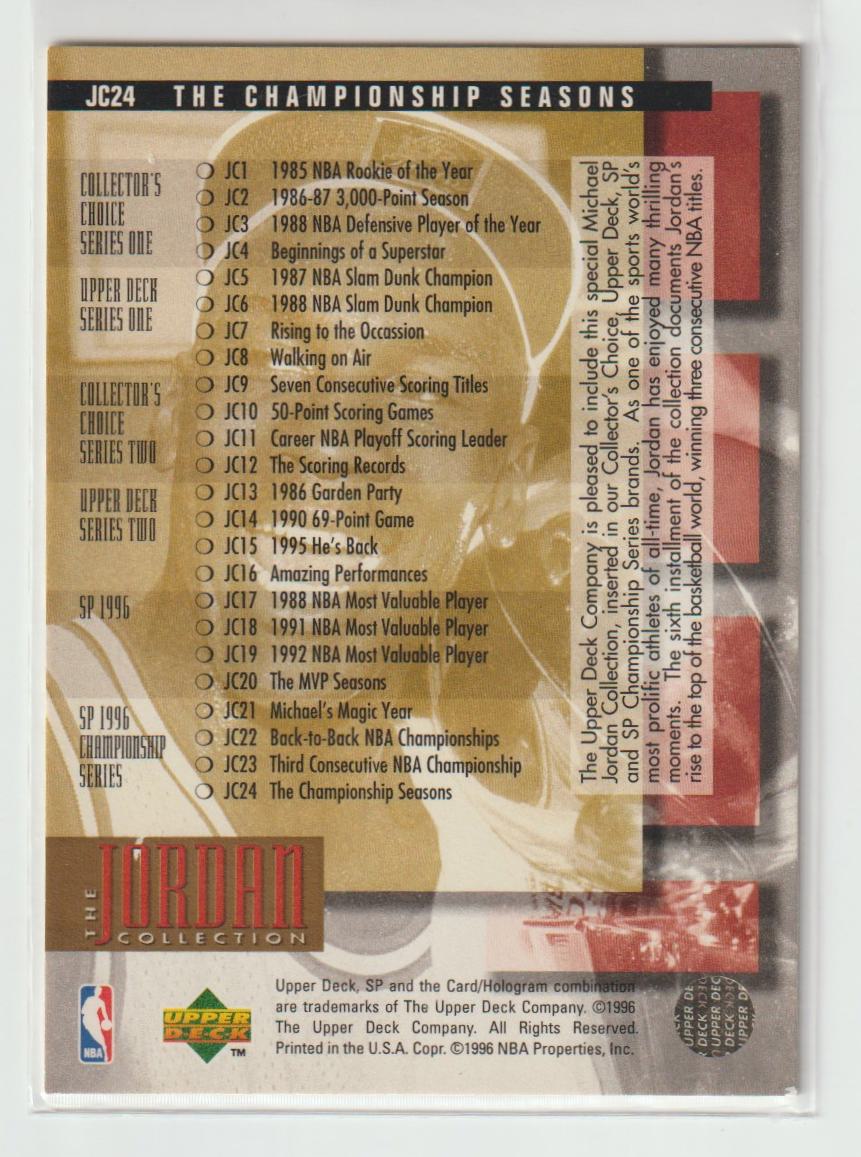 JC24 THE CHAMPIONSHIP SEASONS
COLLECTOR'S
CHOICE
SERIES ONE
JC1 1985 NBA Rookie of the Year
JC2 1986-87 3,000-Point Season
JC3 1988 NBA Defensive Player of the Year
JC4 Beginnings of a Superstar
UPPER DECK
SERIES ONE
JC5 1987 NBA Slam Dunk Champion
JC6 1988 NBA Slam Dunk Champion
JC7 Rising to the Occassion
JC8 Walking on Air
COLLECTOR'S
CHOICE
SERIES TWO
JC9 Seven Consecutive Scoring Titles
JC10 50-Point Scoring Games
JC11 Career NBA Playoff Scoring Leader
JC12 The Scoring Records
UPPER DECK
SERIES TWO
JC13 1986 Garden Party
JC14 1990 69-Point Game
JC15 1995 He's Back
JC16 Amazing Performances
SP 1996
JC17 1988 NBA Most Valuable Player
JC18 1991 NBA Most Valuable Player
JC19 1992 NBA Most Valuable Player
JC20 The MVP Seasons
SP 1996
CHAMPIONSHIP
SERIES
JC21 Michael's Magic Year
JC22 Back-to-Back NBA Championships
JC23 Third Consecutive NBA Championship
JC24 The Championship Seasons
The Upper Deck Company is pleased to include this special Michael
Jordan Collection, inserted in our Collector's Choice, Upper Deck, SP
and SP Championship Series brands. As one of the sports world's
most prolific athletes of all-time, Jordan has enjoyed many thrilling
moments. The sixth installment of the collection documents Jordan's
rise to the top of the basketball world, winning three consecutive NBA titles.
THE
JORDAN
COLLECTION
NBA
UPPER
DECK
TM
Upper Deck, SP and the Card/Hologram combination
are trademarks of The Upper Deck Company. ©1996
The Upper Deck Company. All Rights Reserved.
Printed in the U.S.A. Copr. ©1996 NBA Properties, Inc.
UPPER DE
DECK
UPPER DEC
DECK
UPPER D